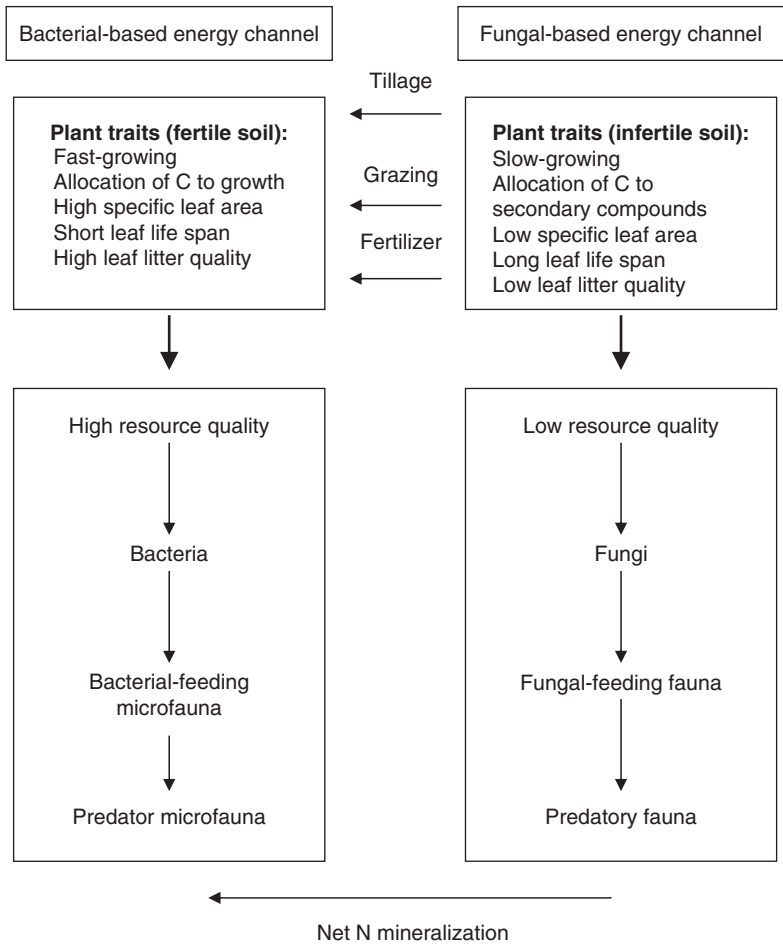 Bacterial-based energy channel
Fungal-based energy channel
Tillage
Grazing
Fertilizer
Plant traits (fertile soil):
Fast-growing
Allocation of C to growth
High specific leaf area
Short leaf life span
High leaf litter quality
Plant traits (infertile soil):
Slow-growing
Allocation of C to
secondary compounds
Low specific leaf area
Long leaf life span
Low leaf litter quality
High resource quality
Bacteria
Bacterial-feeding
microfauna
Predator microfauna
Low resource quality
Fungi
Fungal-feeding fauna
Predatory fauna
Net N mineralization